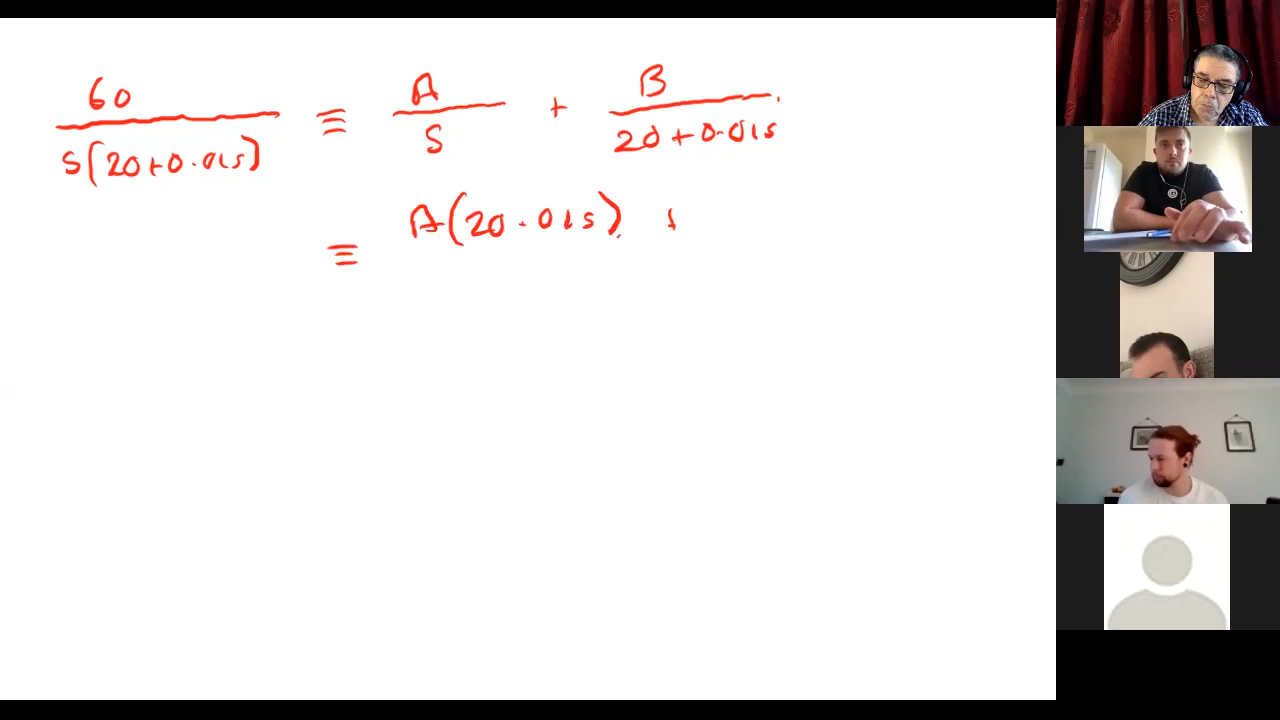 60 / S(20+0.01S) ≡ A / S + B / 20+0.01S
≡ A(20.01S) +